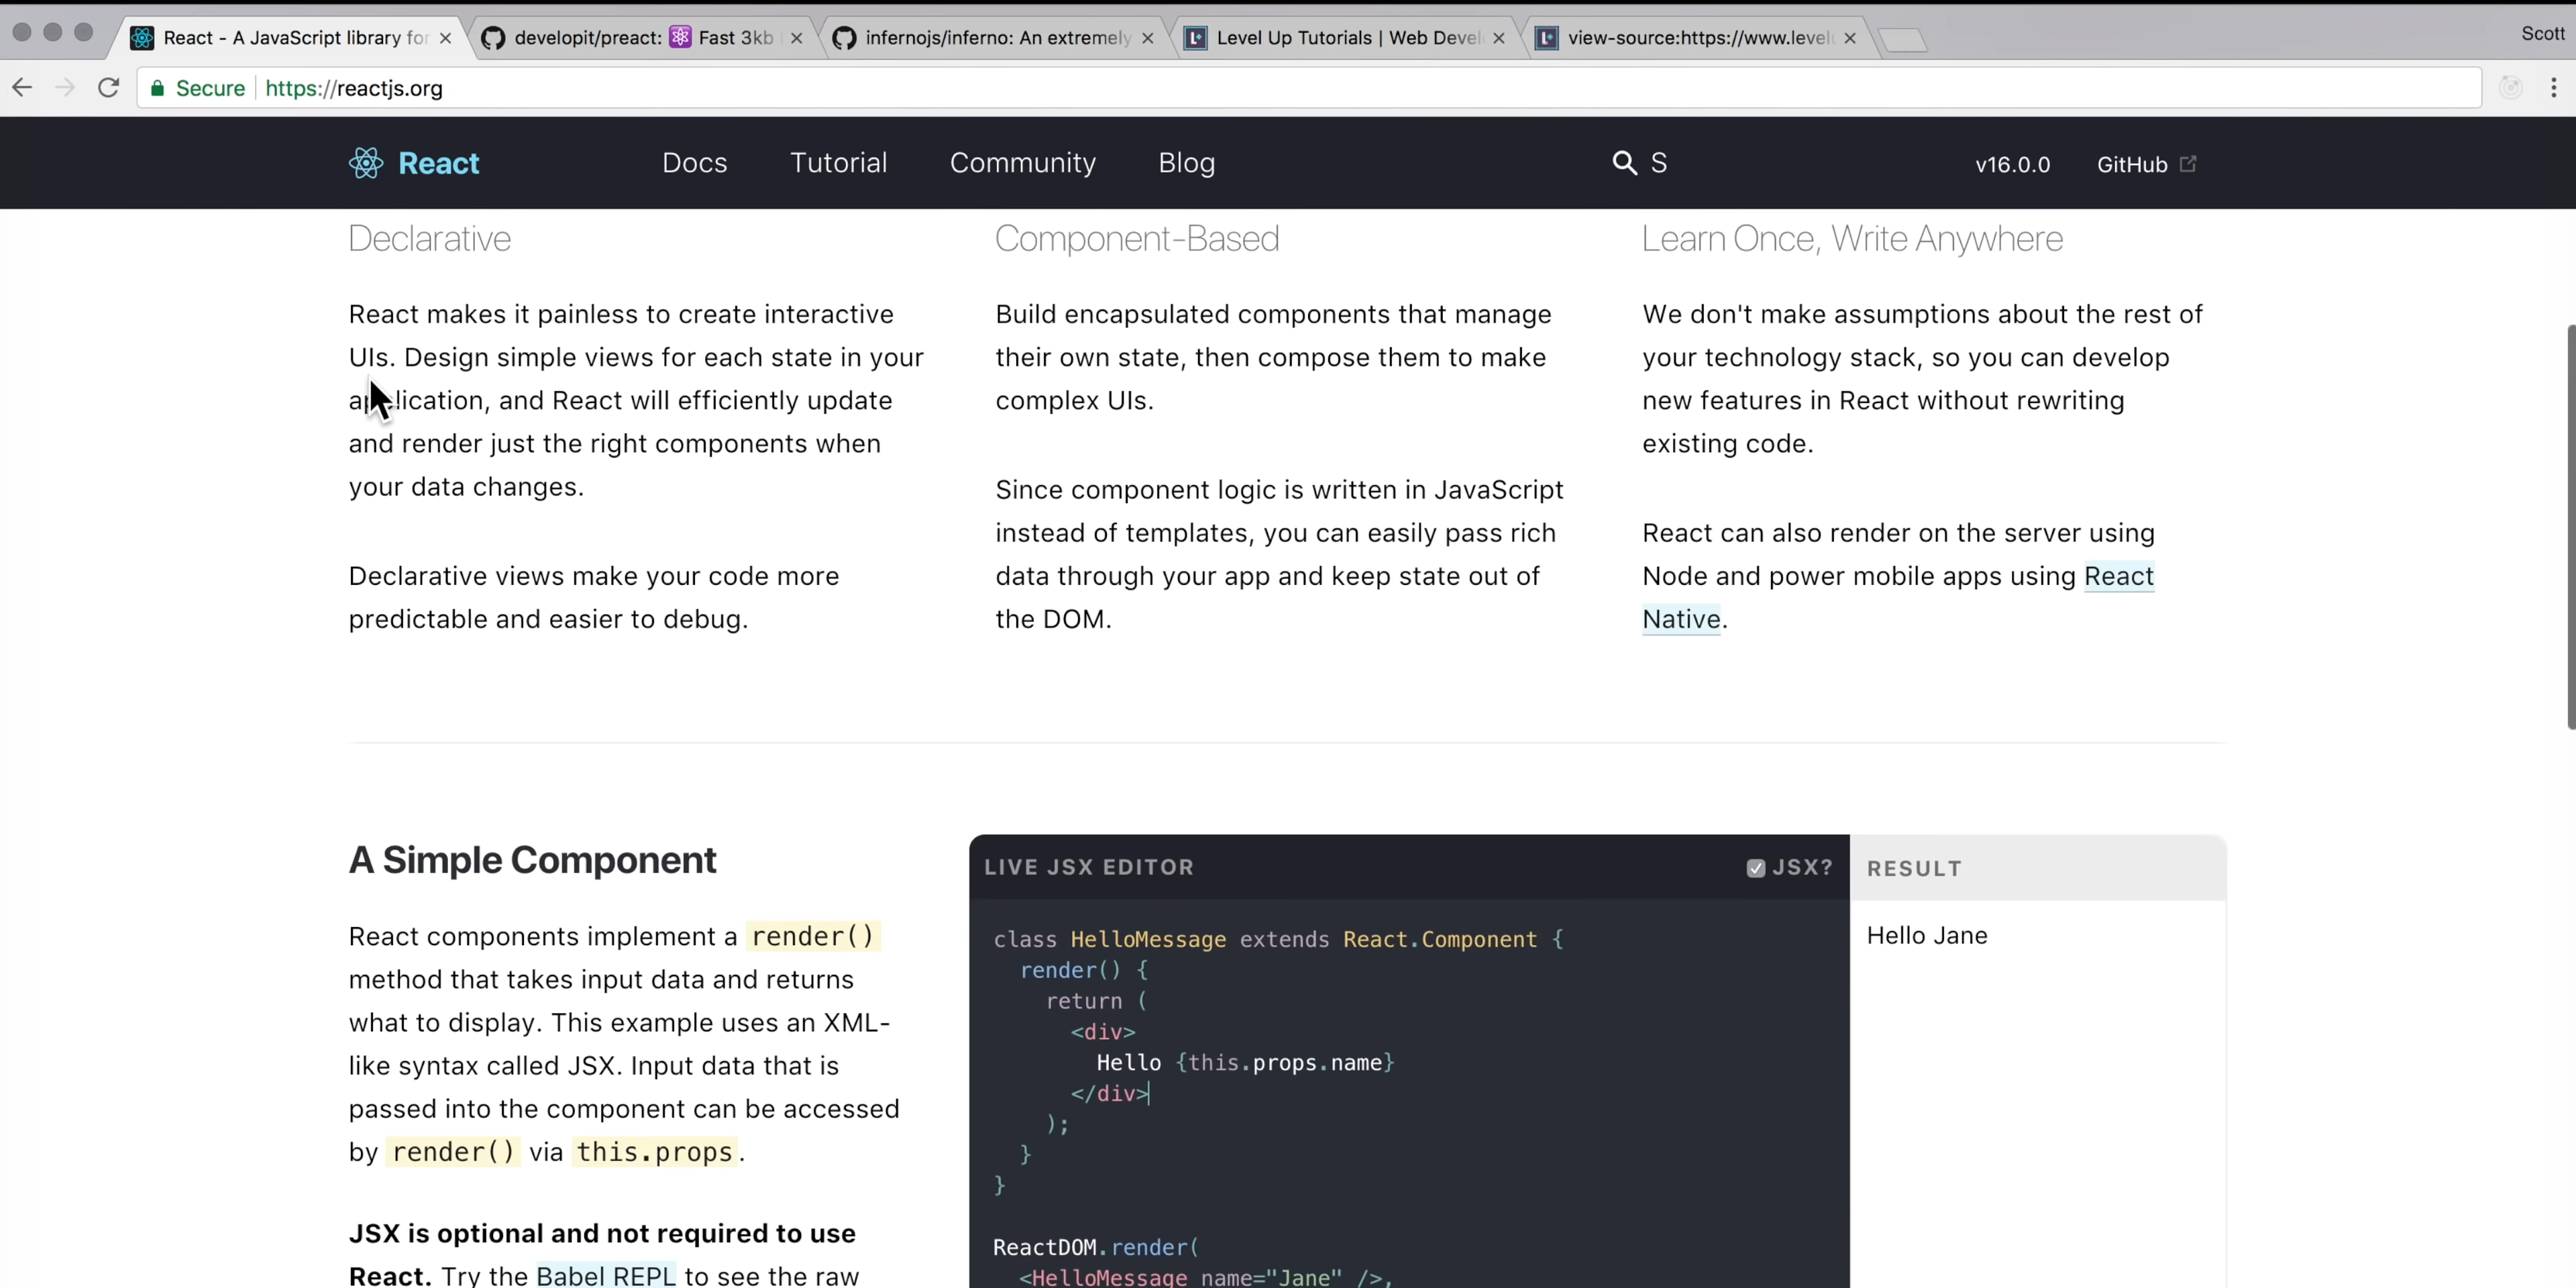 React - A JavaScript library for
developit/preact: ⚛ Fast 3kb
infernojs/inferno: An extremely
Level Up Tutorials | Web Devel
view-source:https://www.level
Scott
Secure https://reactjs.org
React Docs Tutorial Community Blog S v16.0.0 GitHub
Declarative
React makes it painless to create interactive
UIs. Design simple views for each state in your
application, and React will efficiently update
and render just the right components when
your data changes.
Declarative views make your code more
predictable and easier to debug.
Component-Based
Build encapsulated components that manage
their own state, then compose them to make
complex UIs.
Since component logic is written in JavaScript
instead of templates, you can easily pass rich
data through your app and keep state out of
the DOM.
Learn Once, Write Anywhere
We don't make assumptions about the rest of
your technology stack, so you can develop
new features in React without rewriting
existing code.
React can also render on the server using
Node and power mobile apps using React
Native.
A Simple Component
React components implement a render()
method that takes input data and returns
what to display. This example uses an XML-
like syntax called JSX. Input data that is
passed into the component can be accessed
by render() via this.props.
JSX is optional and not required to use
React. Try the Babel REPL to see the raw
LIVE JSX EDITOR JSX?
class HelloMessage extends React.Component {
render() {
return (
<div>
Hello {this.props.name}
</div>
);
}
}
ReactDOM.render(
<HelloMessage name="Jane" />,
RESULT
Hello Jane